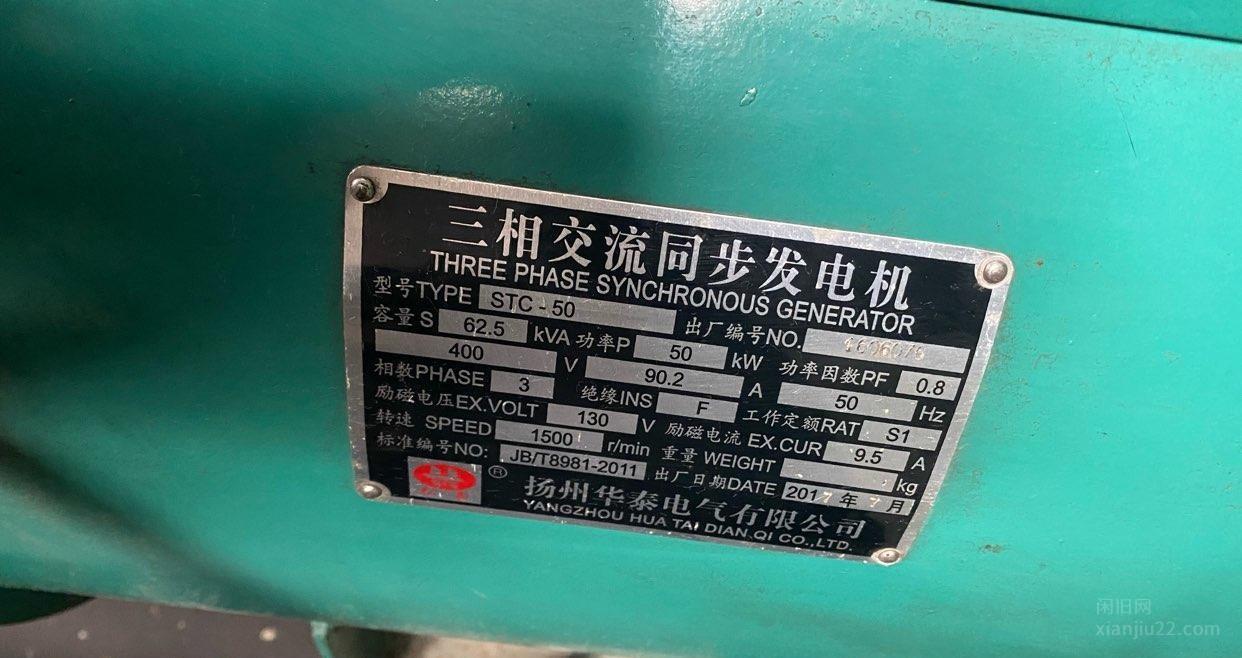 三相交流同步发电机
THREE PHASE SYNCHRONOUS GENERATOR
型号TYPE STC-50 出厂编号NO.
容量S 62.5 kVA 功率P 50 kW 功率因数PF 0.8
400 V 90.2 A 50 Hz
相数PHASE 3 绝缘INS F 工作定额RAT S1
励磁电压EX.VOLT 130 V 励磁电流 EX.CUR 9.5 A
转速 SPEED 1500 r/min 重量 WEIGHT kg
标准编号NO: JB/T8981-2011 出厂日期DATE 2017年7月
® 扬州华泰电气有限公司
YANGZHOU HUA TAI DIAN QI CO.,LTD.
闲旧网
xianjiu22.com